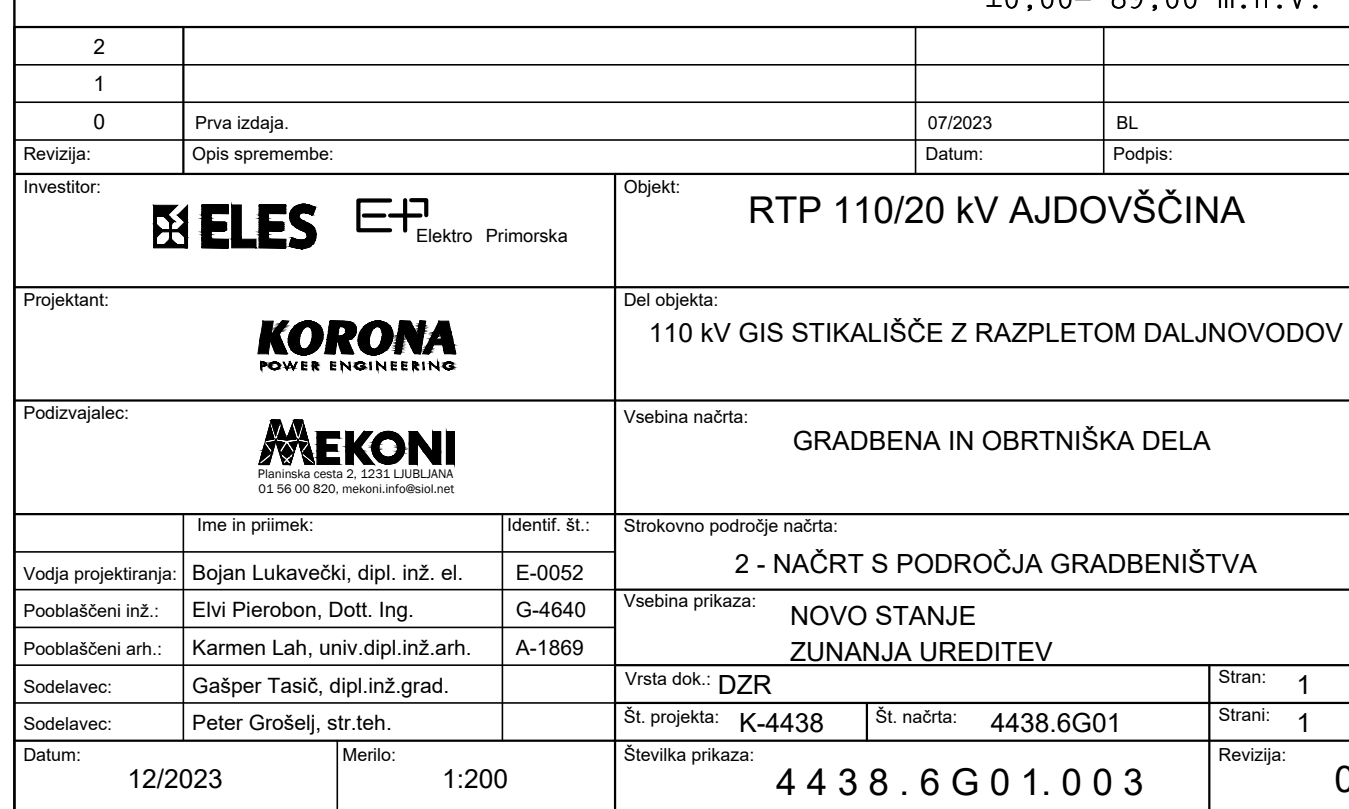 ±0,00= 89,00 m.n.v.
2
1
0 Prva izdaja. 07/2023 BL
Revizija: Opis spremembe: Datum: Podpis:
Investitor:
ELES
Elektro Primorska
Objekt:
RTP 110/20 kV AJDOVŠČINA
Projektant:
KORONA
POWER ENGINEERING
Del objekta:
110 kV GIS STIKALIŠČE Z RAZPLETOM DALJNOVODOV
Podizvajalec:
MEKONI
Planinska cesta 2, 1231 LJUBLJANA
01 56 00 820, mekoni.info@siol.net
Vsebina načrta:
GRADBENA IN OBRTNIŠKA DELA
Ime in priimek: Identif. št.:
Vodja projektiranja: Bojan Lukavečki, dipl. inž. el. E-0052
Pooblaščeni inž.: Elvi Pierobon, Dott. Ing. G-4640
Pooblaščeni arh.: Karmen Lah, univ.dipl.inž.arh. A-1869
Sodelavec: Gašper Tasič, dipl.inž.grad.
Sodelavec: Peter Grošelj, str.teh.
Strokovno področje načrta:
2 - NAČRT S PODROČJA GRADBENIŠTVA
Vsebina prikaza:
NOVO STANJE
ZUNANJA UREDITEV
Vrsta dok.: DZR Stran: 1
Št. projekta: K-4438 Št. načrta: 4438.6G01 Strani: 1
Datum: 12/2023 Merilo: 1:200
Številka prikaza: 4438.6G01.003 Revizija: 0